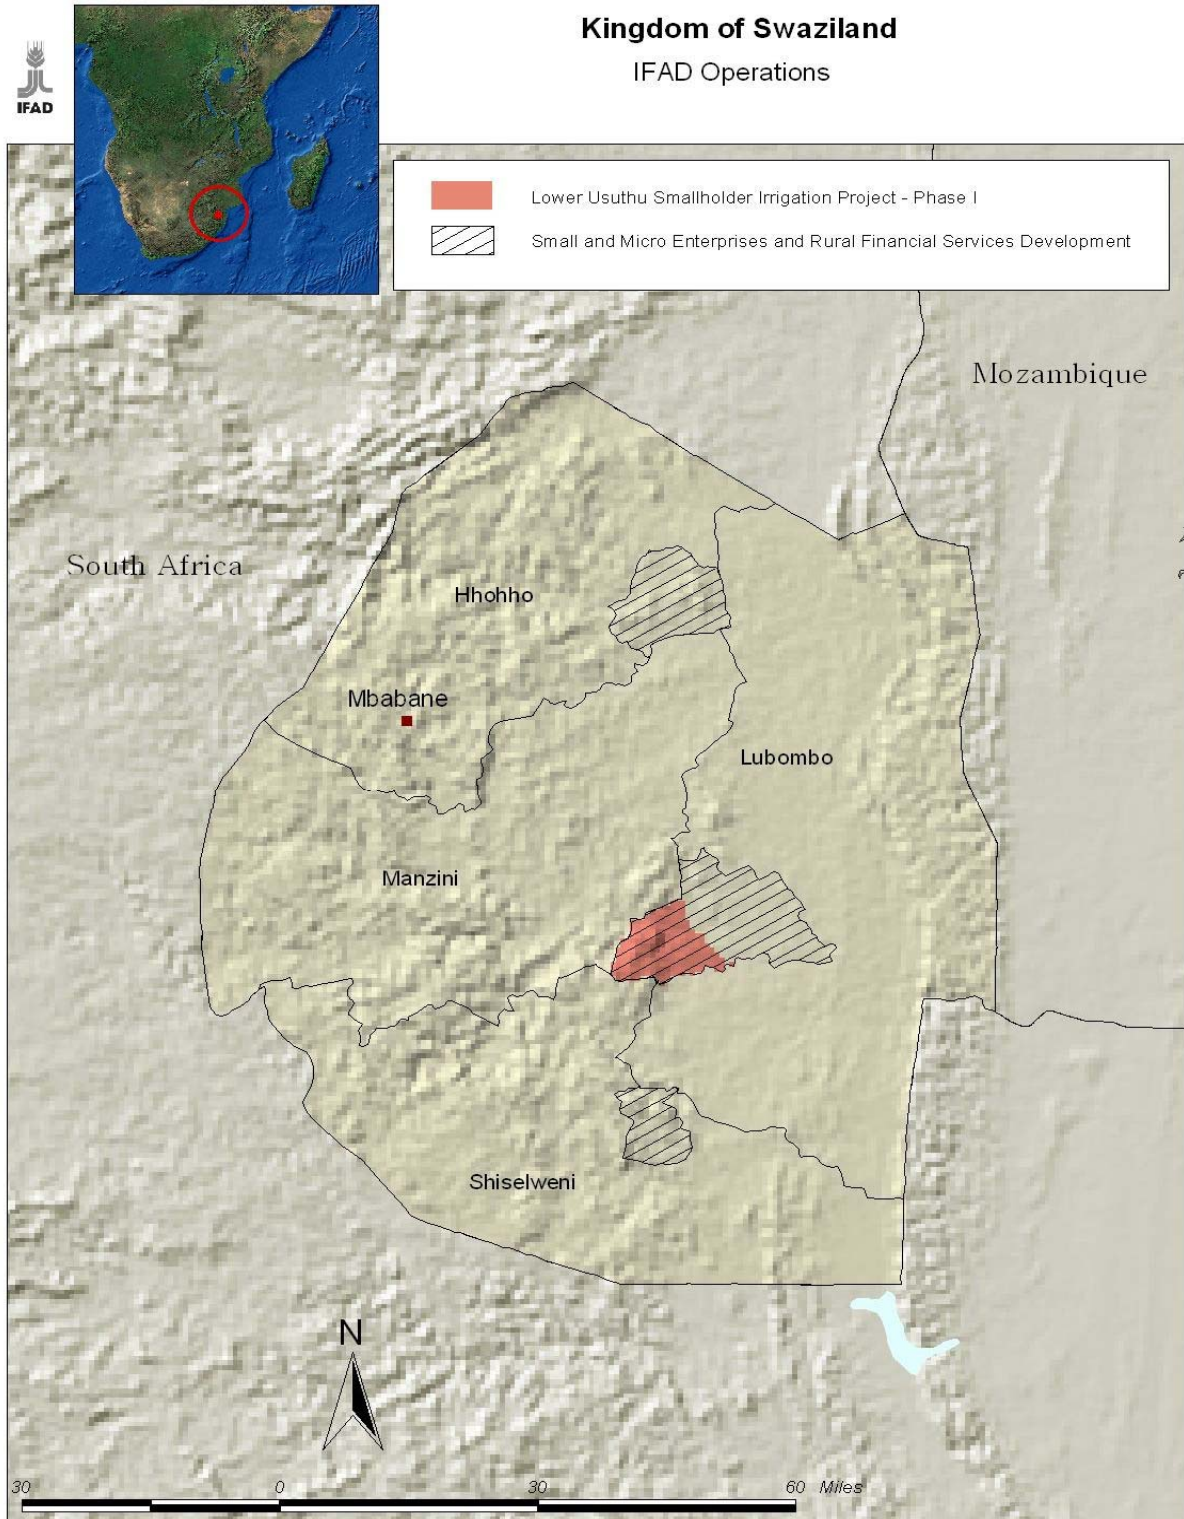 Kingdom of Swaziland
IFAD Operations
IFAD
Lower Usuthu Smallholder Irrigation Project - Phase I
Small and Micro Enterprises and Rural Financial Services Development
Mozambique
South Africa
Hhohho
Mbabane
Lubombo
Manzini
Shiselweni
N
30 0 30 60 Miles